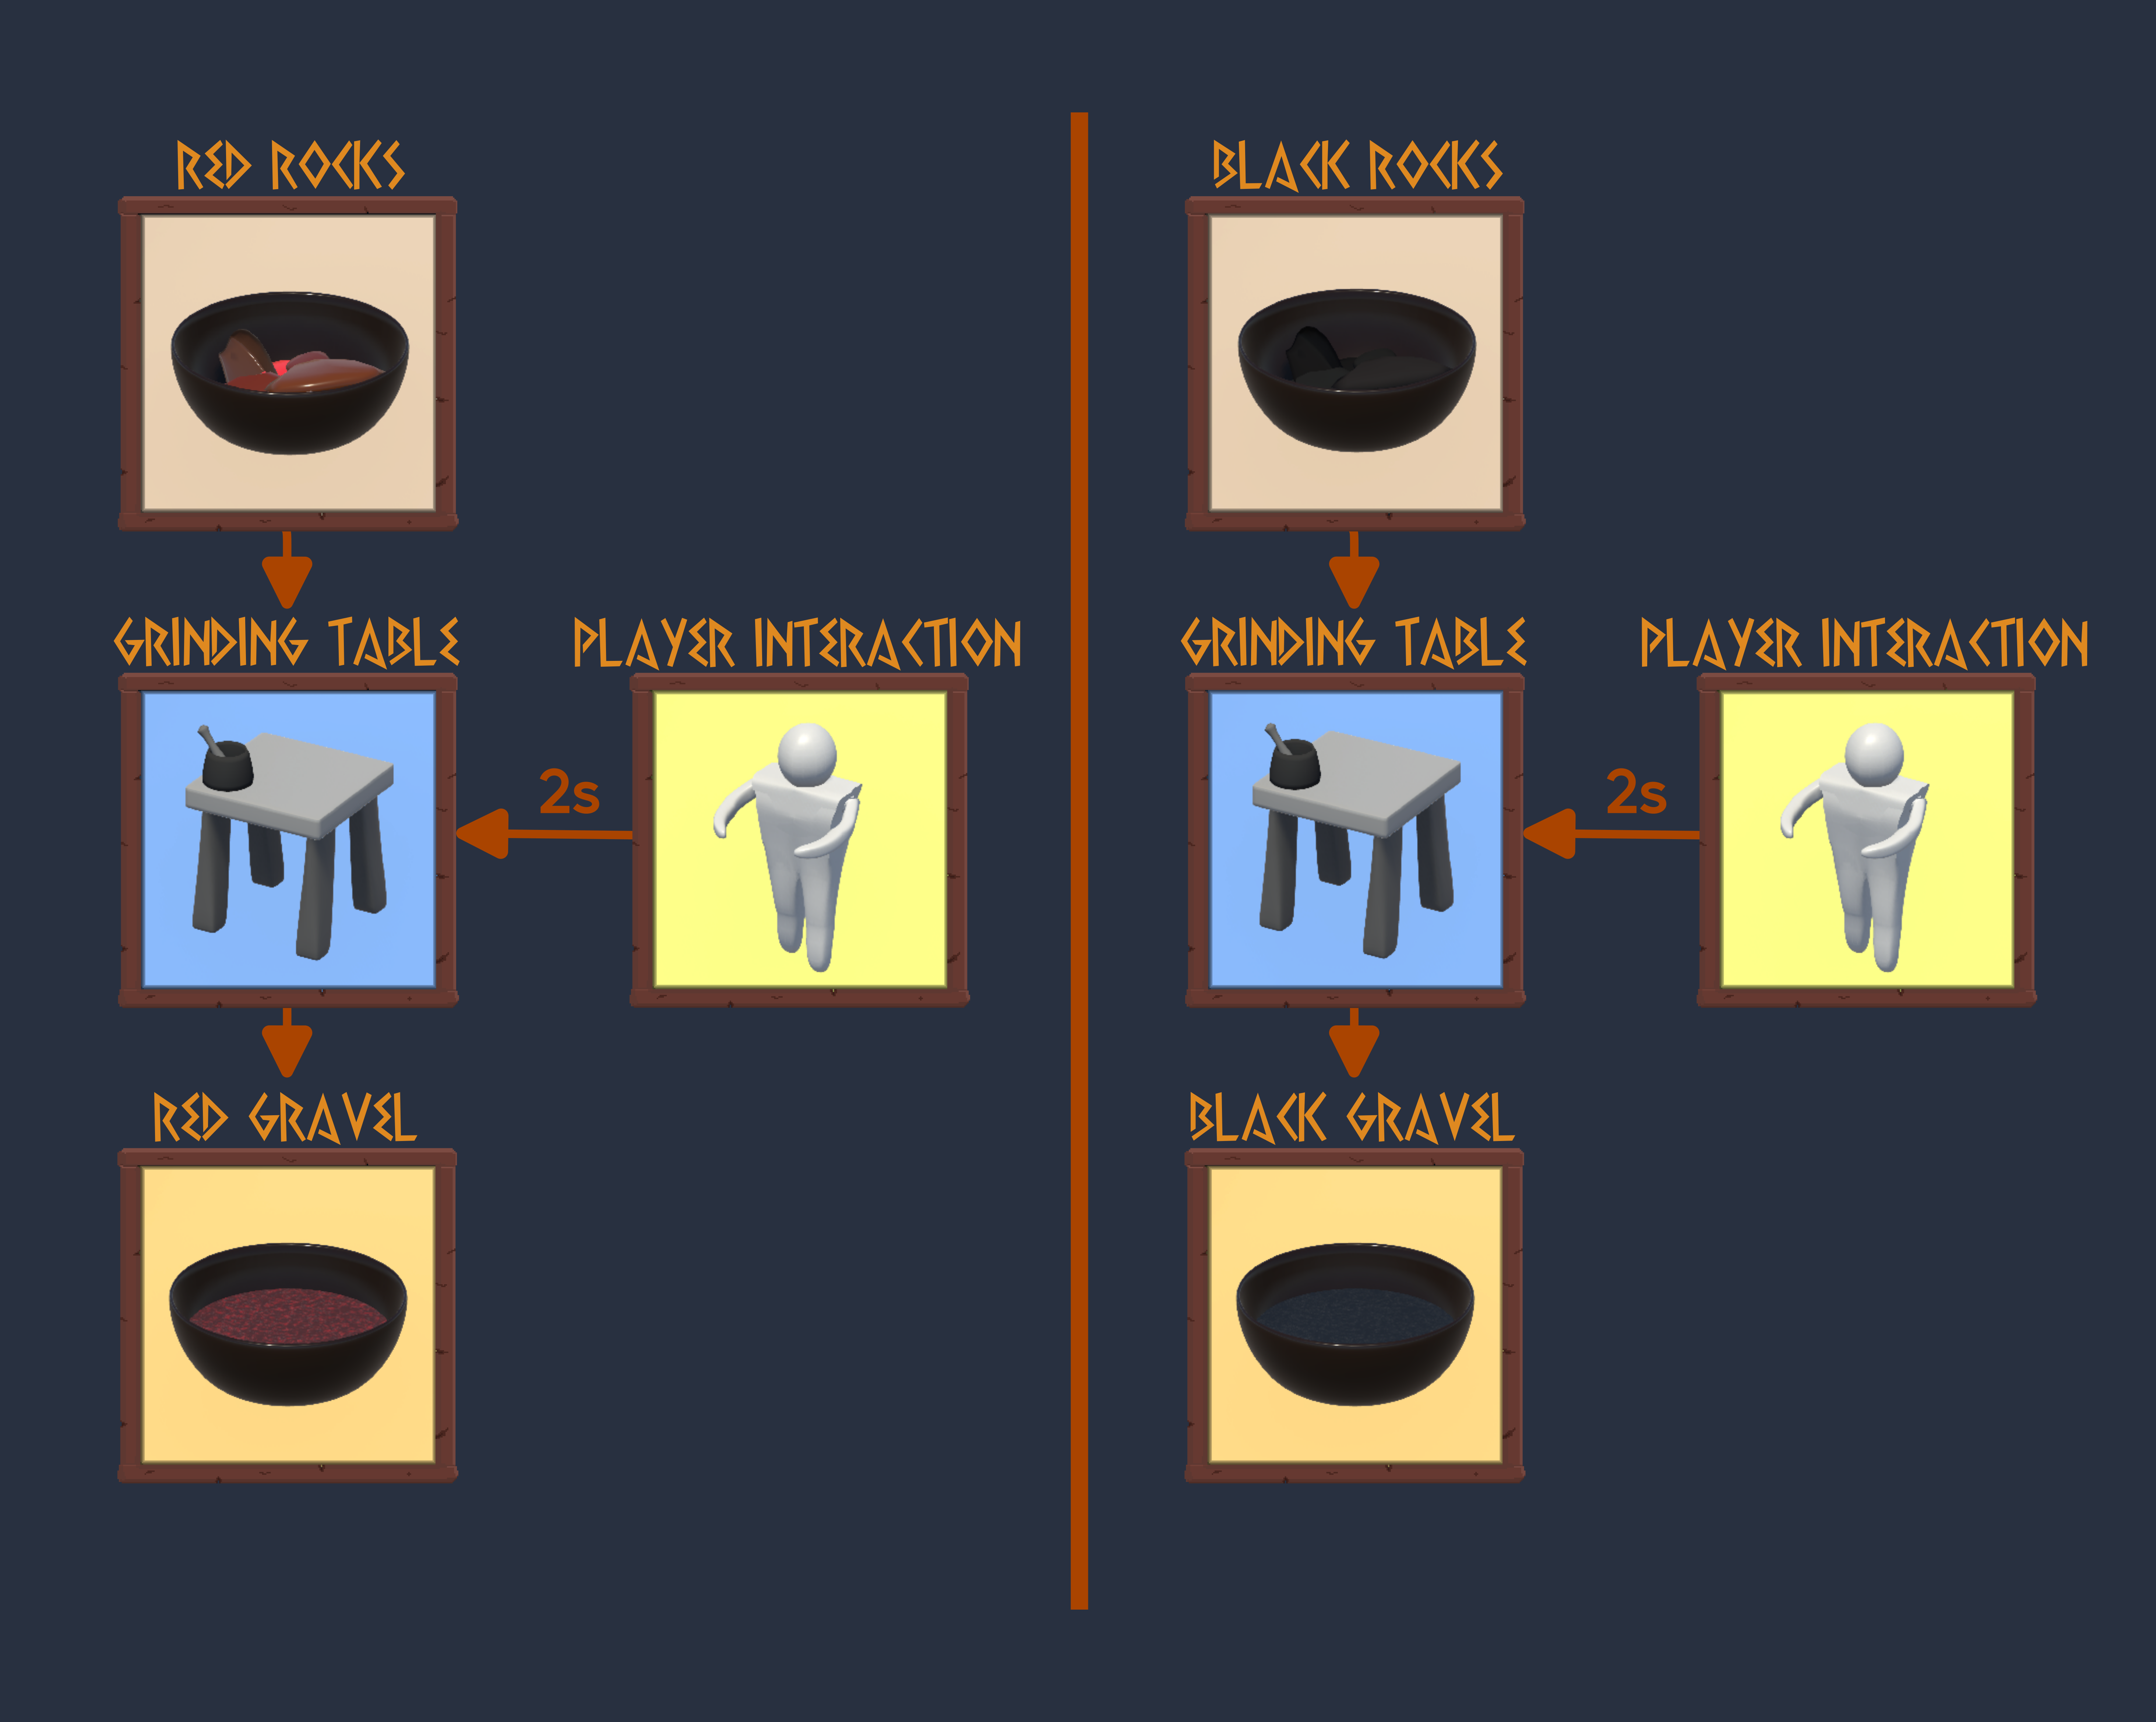 RED ROCKS
GRINDING TABLE
PLAYER INTERACTION
2s
RED GRAVEL
BLACK ROCKS
GRINDING TABLE
PLAYER INTERACTION
2s
BLACK GRAVEL